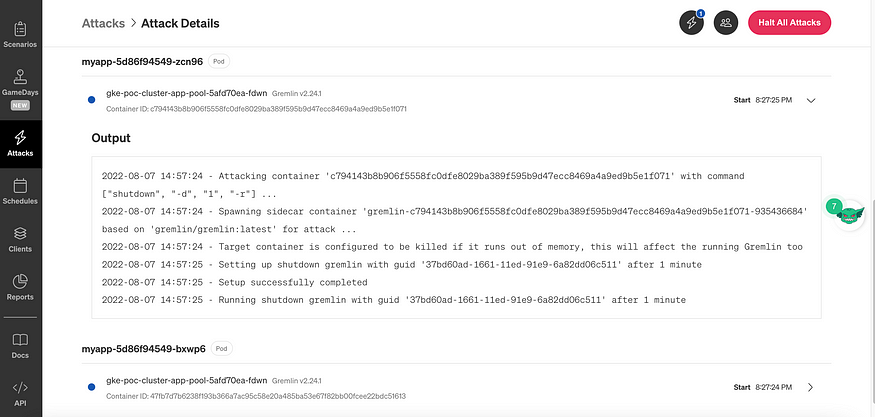 Scenarios
GameDays
NEW
Attacks
Schedules
Clients
Reports
Docs
API
Attacks > Attack Details
1
Halt All Attacks
myapp-5d86f94549-zcn96 Pod
gke-poc-cluster-app-pool-5afd70ea-fdwn Gremlin v2.24.1
Container ID: c794143b8b906f5558fc0dfe8029ba389f595b9d47ecc8469a4a9ed9b5e1f071
Start 8:27:25 PM
Output
2022-08-07 14:57:24 - Attacking container 'c794143b8b906f5558fc0dfe8029ba389f595b9d47ecc8469a4a9ed9b5e1f071' with command
["shutdown", "-d", "1", "-r"] ...
2022-08-07 14:57:24 - Spawning sidecar container 'gremlin-c794143b8b906f5558fc0dfe8029ba389f595b9d47ecc8469a4a9ed9b5e1f071-935436684'
based on 'gremlin/gremlin:latest' for attack ...
2022-08-07 14:57:24 - Target container is configured to be killed if it runs out of memory, this will affect the running Gremlin too
2022-08-07 14:57:25 - Setting up shutdown gremlin with guid '37bd60ad-1661-11ed-91e9-6a82dd06c511' after 1 minute
2022-08-07 14:57:25 - Setup successfully completed
2022-08-07 14:57:25 - Running shutdown gremlin with guid '37bd60ad-1661-11ed-91e9-6a82dd06c511' after 1 minute
7
myapp-5d86f94549-bxwp6 Pod
gke-poc-cluster-app-pool-5afd70ea-fdwn Gremlin v2.24.1
Container ID: 47fb7d7b6238f193b366a7ac95c58e20a485ba53e67f82bb00fcee22bdc51613
Start 8:27:24 PM